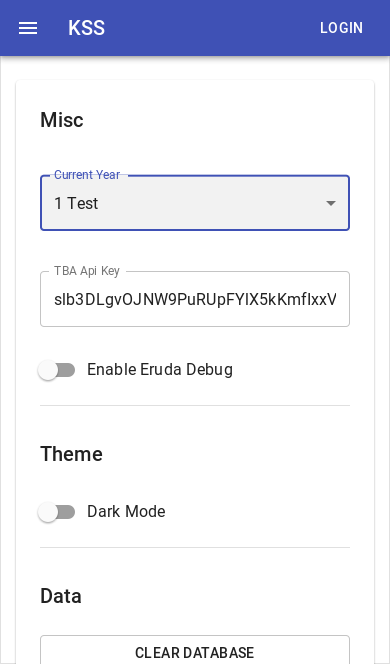 KSS
LOGIN
Misc
Current Year
1 Test
TBA Api Key
slb3DLgvOJNW9PuRUpFYlX5kKmfIxxV
Enable Eruda Debug
Theme
Dark Mode
Data
CLEAR DATABASE